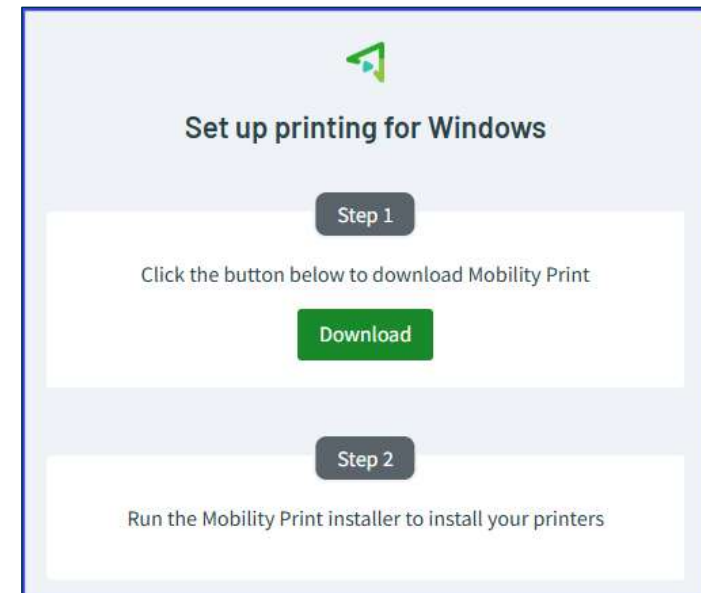 Set up printing for Windows
Step 1
Click the button below to download Mobility Print
Download
Step 2
Run the Mobility Print installer to install your printers